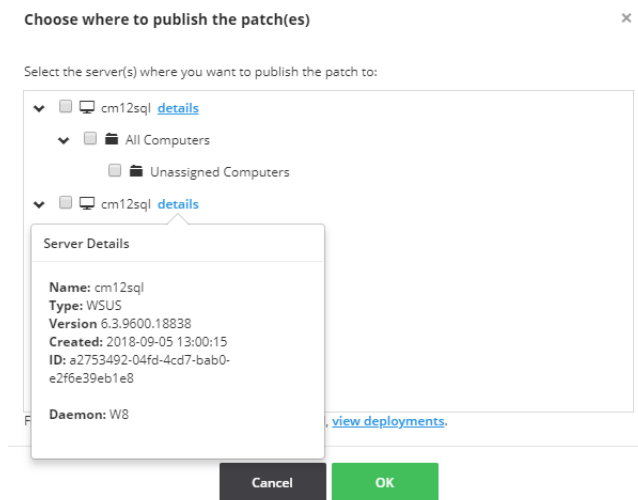 Choose where to publish the patch(es)
×
Select the server(s) where you want to publish the patch to:
cm12sql details
All Computers
Unassigned Computers
cm12sql details
Server Details
Name: cm12sql
Type: WSUS
Version 6.3.9600.18838
Created: 2018-09-05 13:00:15
ID: a2753492-04fd-4cd7-bab0-
e2f6e39eb1e8
Daemon: W8
, view deployments.
Cancel
OK